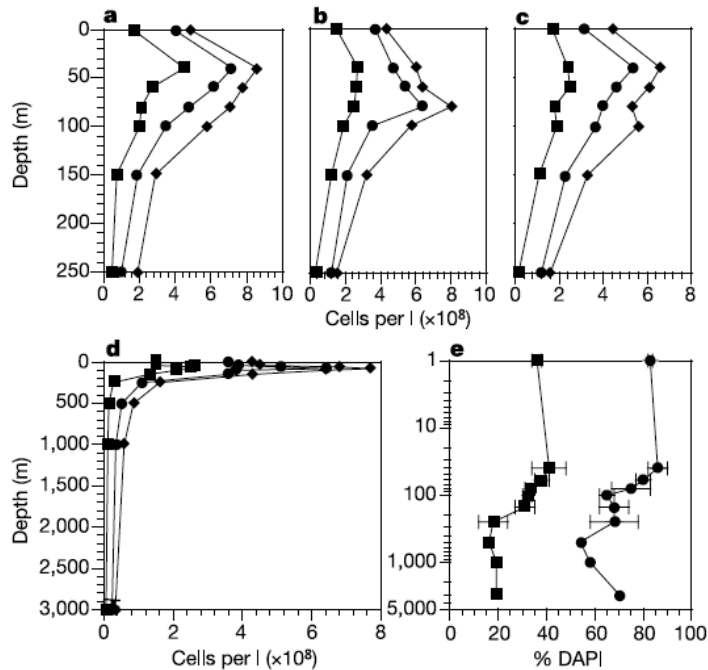 a
b
c
Depth (m)
0
50
100
150
200
250
0 2 4 6 8 10
0 2 4 6 8 10
0 2 4 6 8
Cells per l (×10⁸)
d
e
Depth (m)
0
500
1,000
1,500
2,000
2,500
3,000
0 2 4 6 8
Cells per l (×10⁸)
1
10
100
1,000
5,000
0 20 40 60 80 100
% DAPI